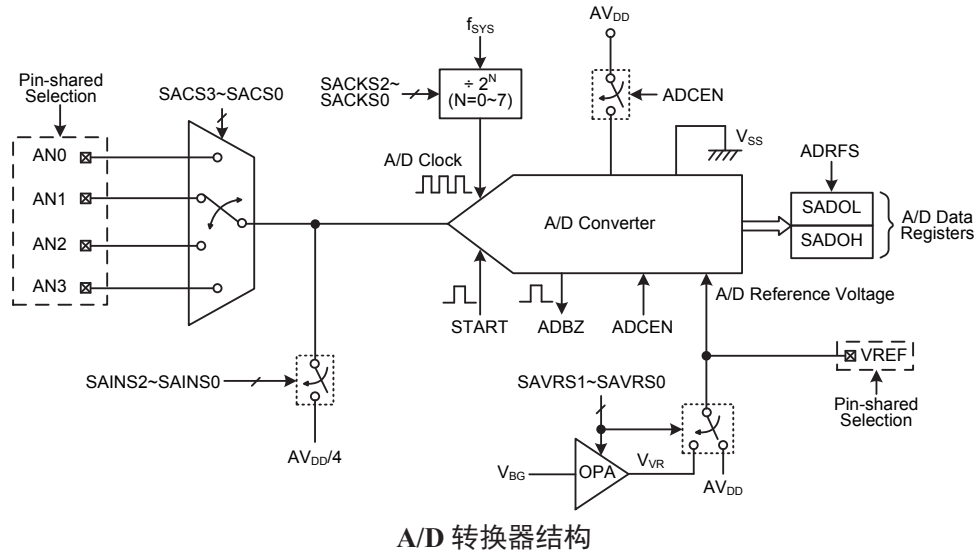 f_SYS
÷ 2^N
(N=0~7)
SACKS2~
SACKS0
A/D Clock
AV_DD
ADCEN
V_SS
Pin-shared
Selection
SACS3~SACS0
AN0
AN1
AN2
AN3
A/D Converter
ADRFS
SADOL
SADOH
A/D Data
Registers
START
ADBZ
ADCEN
A/D Reference Voltage
SAINS2~SAINS0
AV_DD/4
SAVRS1~SAVRS0
VREF
Pin-shared
Selection
V_BG
OPA
V_VR
AV_DD
A/D 转换器结构